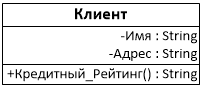 Клиент
-Имя : String
-Адрес : String
+Кредитный_Рейтинг() : String